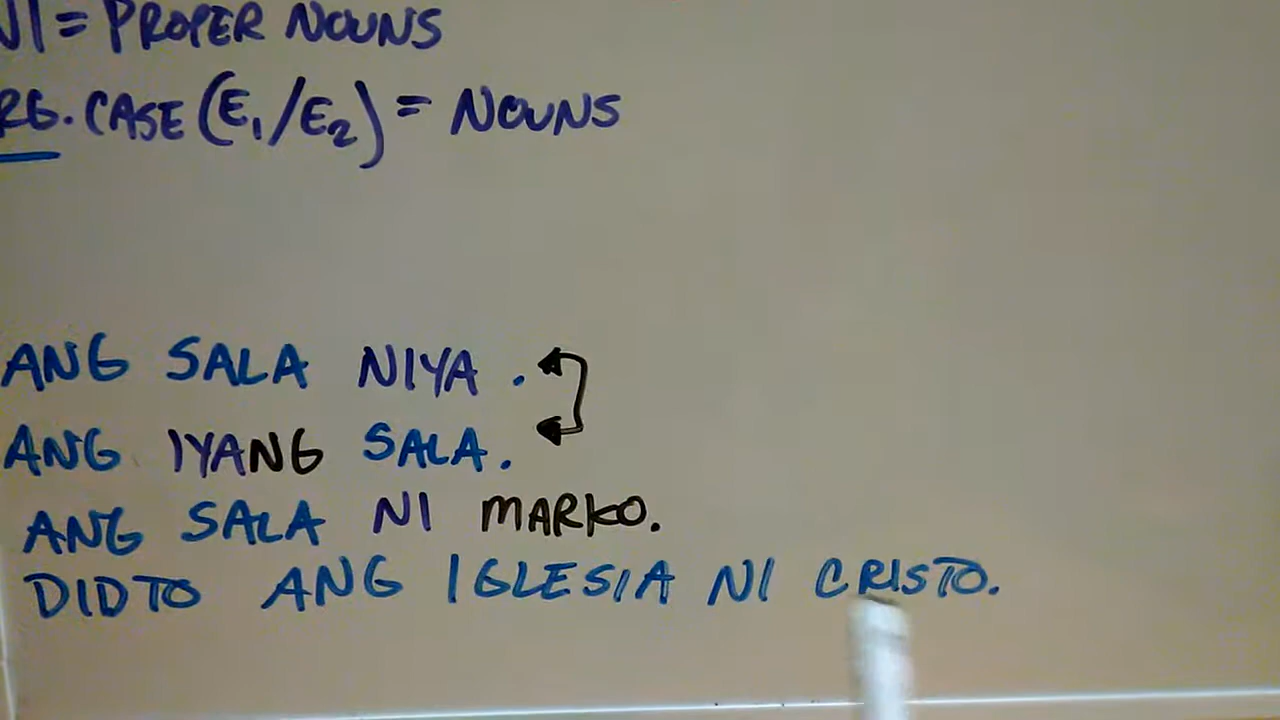 NI = PROPER NOUNS
RG. CASE (E1/E2) = NOUNS
ANG SALA NIYA.
ANG IYANG SALA.
ANG SALA NI MARKO.
DIDTO ANG IGLESIA NI CRISTO.